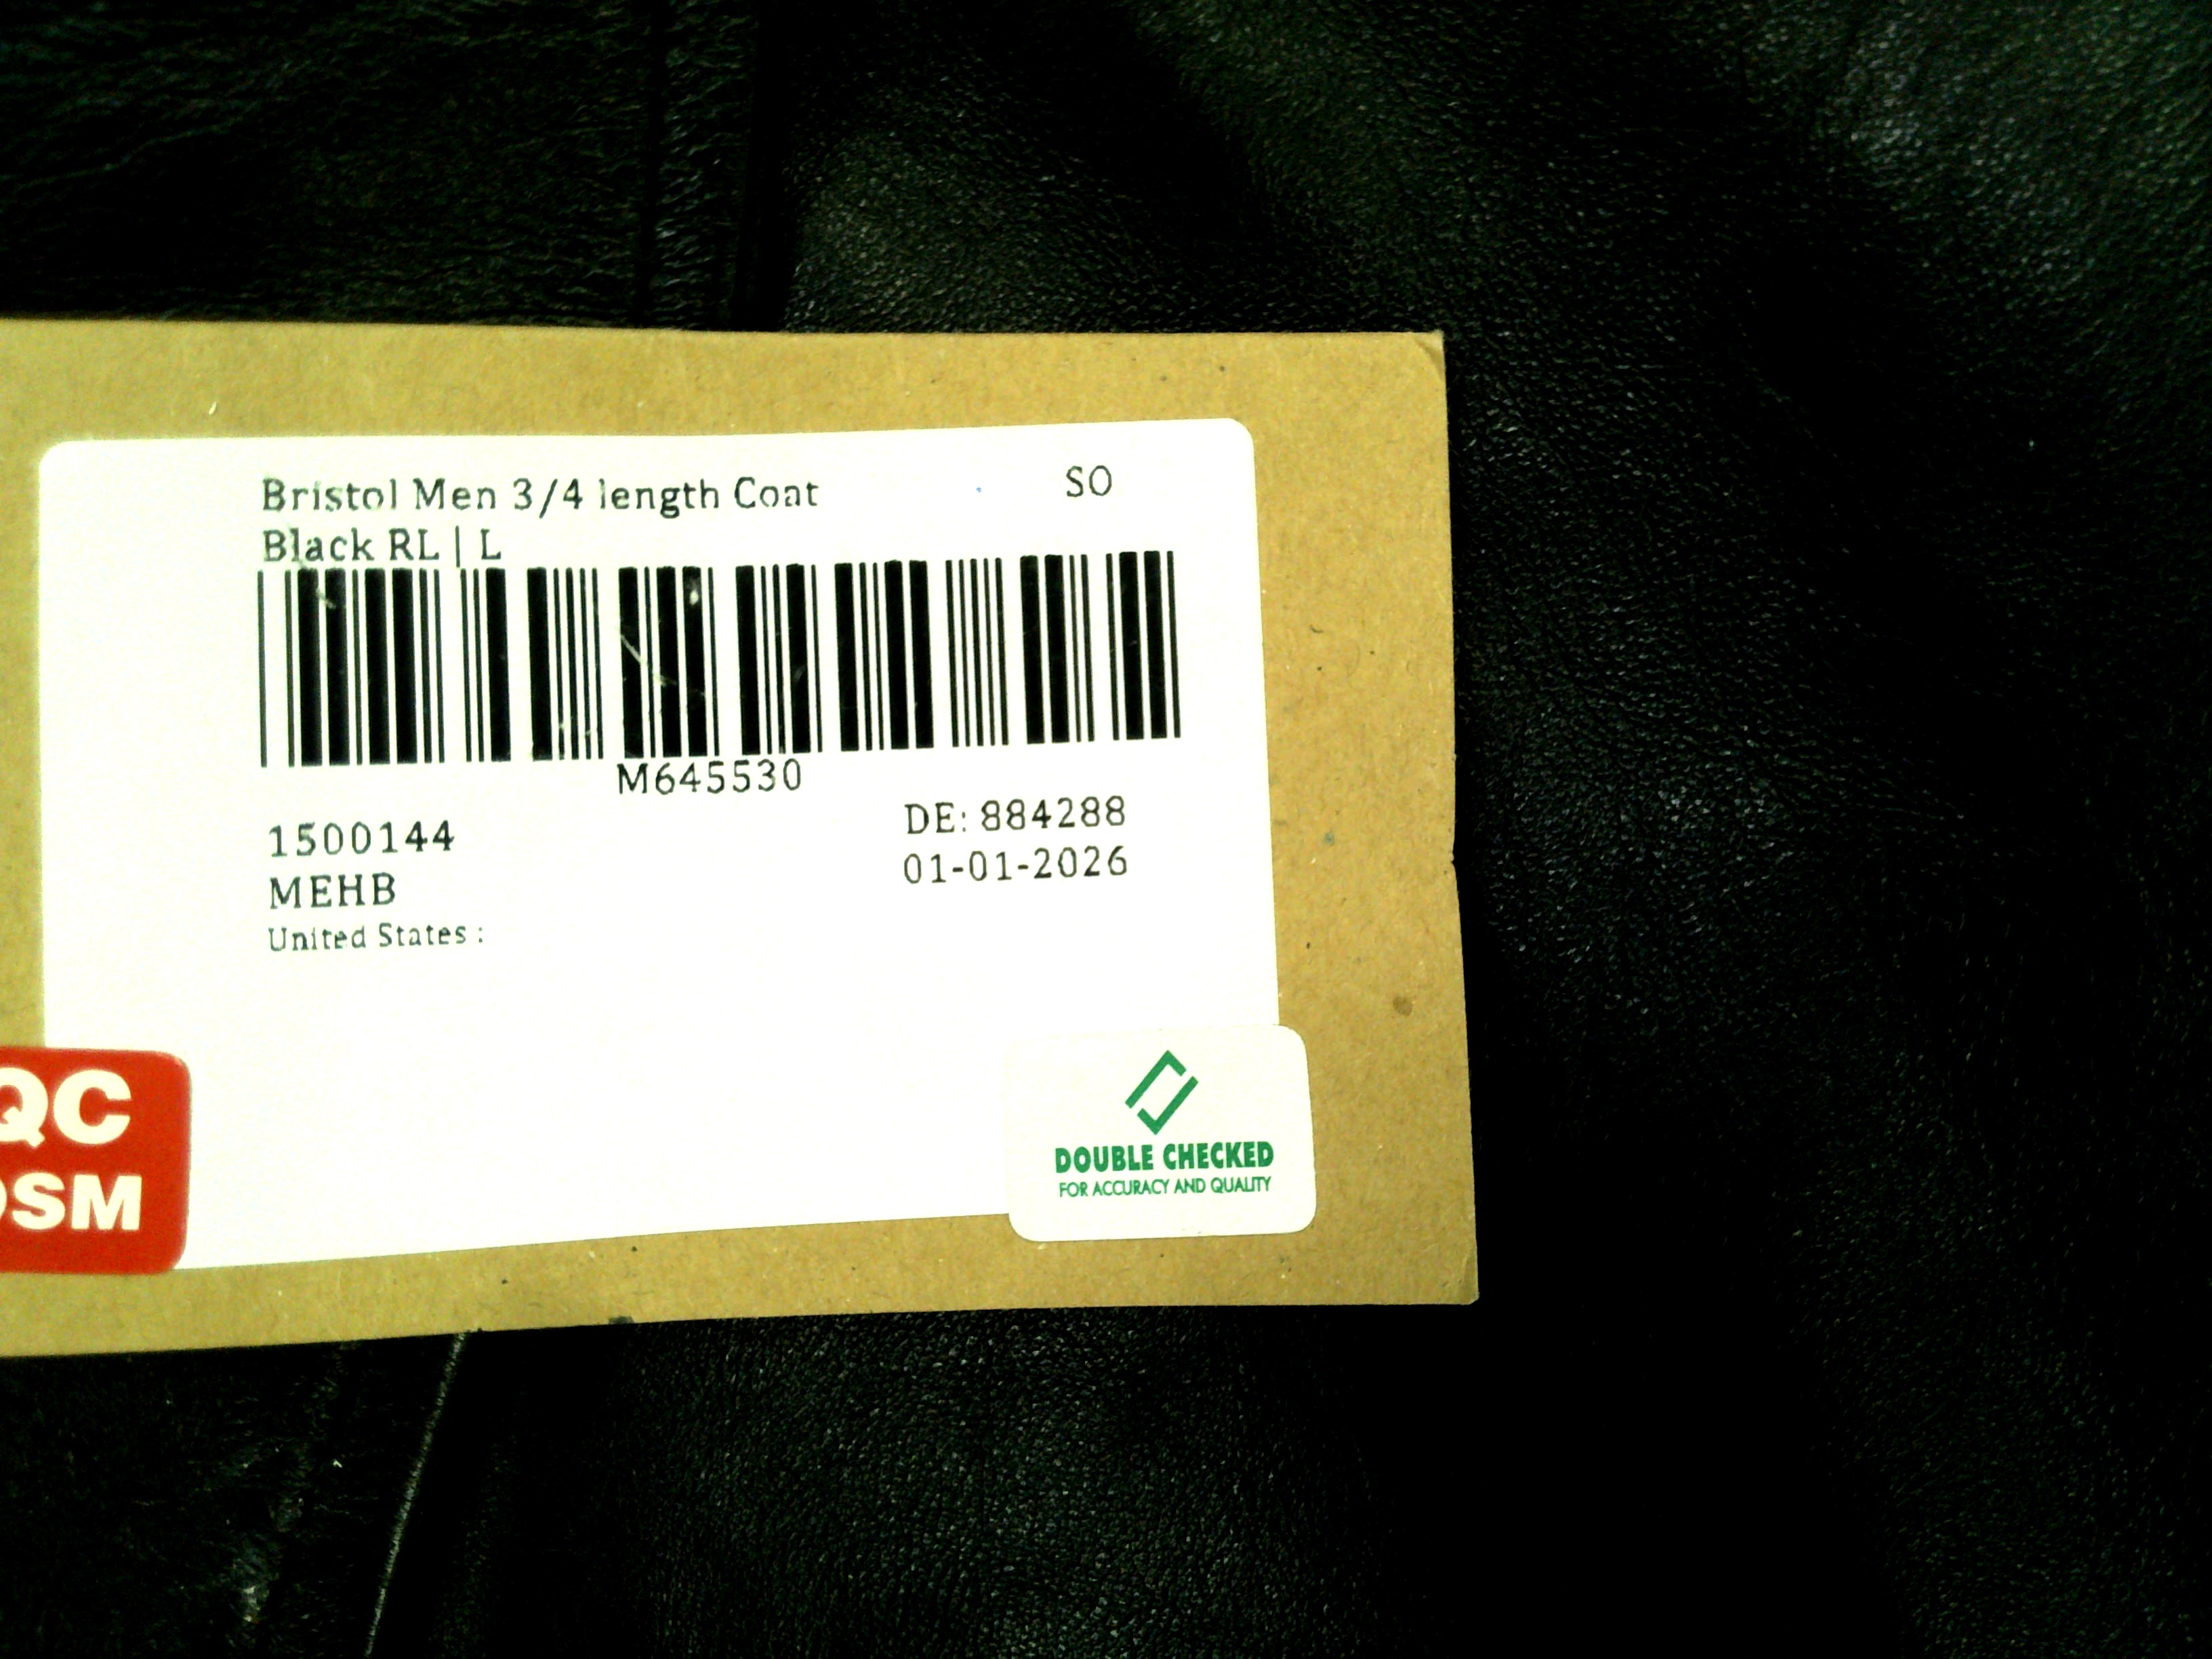 Bristol Men 3/4 length Coat SO
Black RL | L
M645530
1500144 DE: 884288
MEHB 01-01-2026
United States :
QC
OSM
DOUBLE CHECKED
FOR ACCURACY AND QUALITY